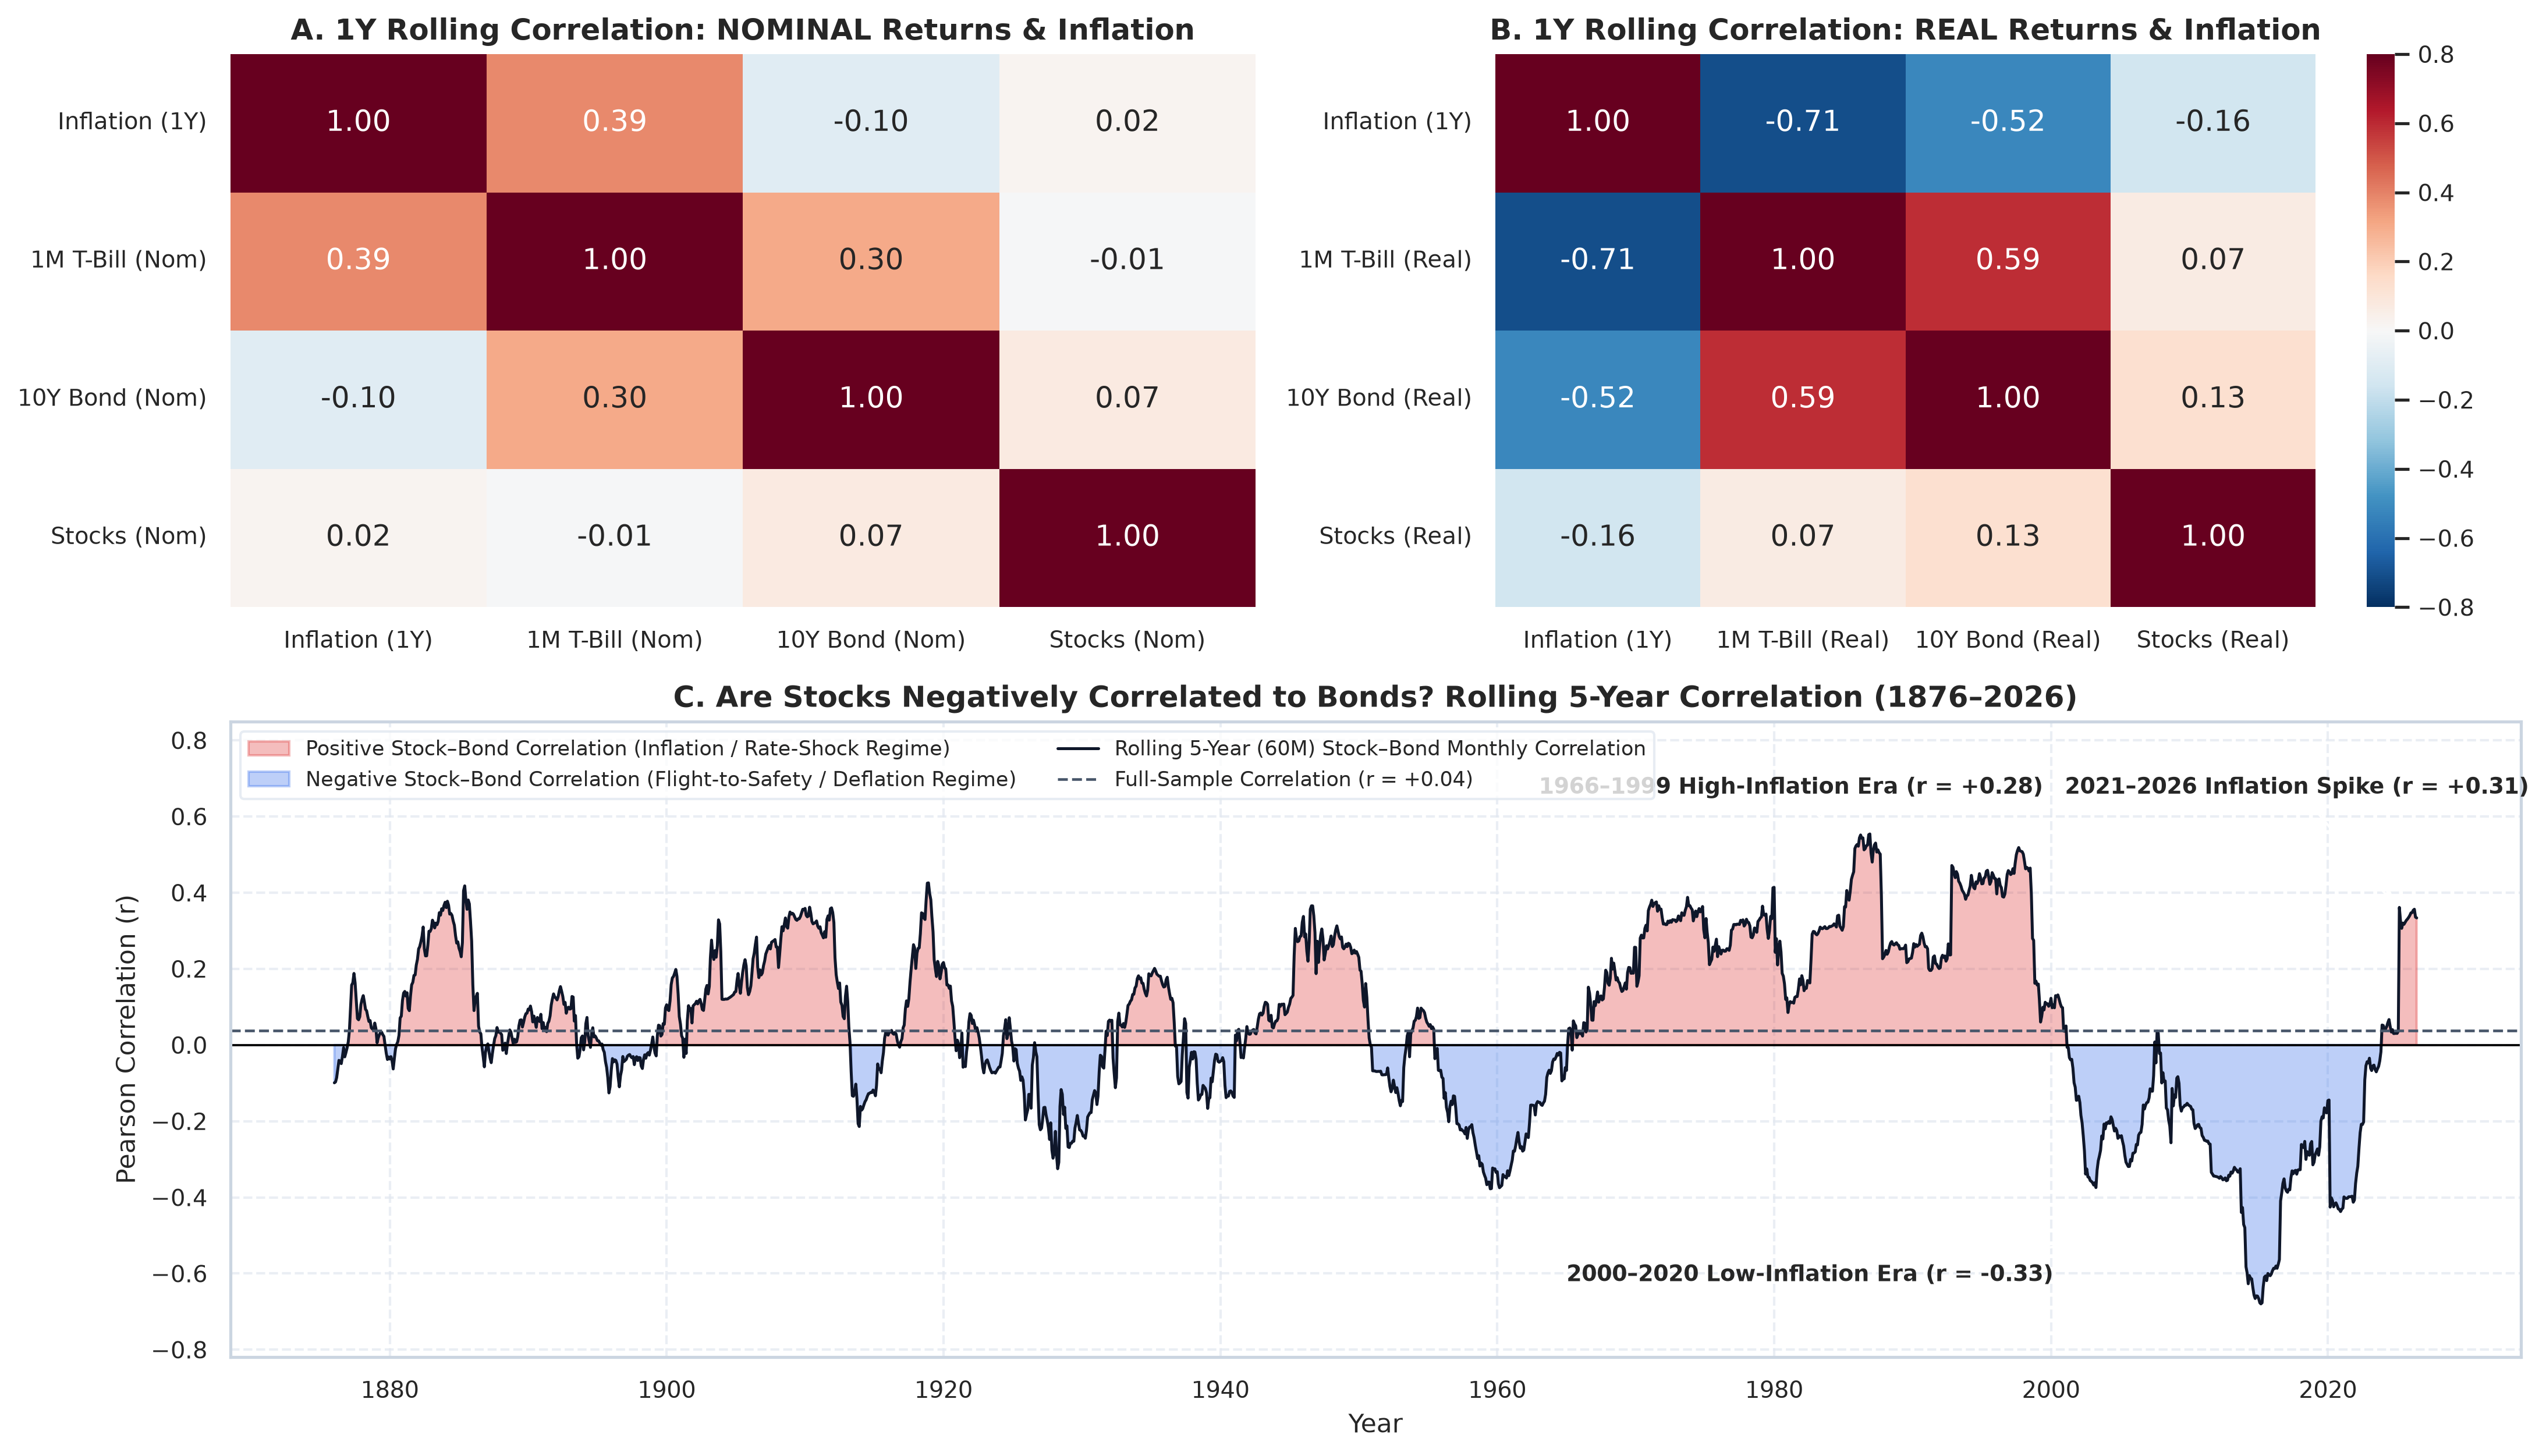 A. 1Y Rolling Correlation: NOMINAL Returns & Inflation
Inflation (1Y) 1.00 0.39 -0.10 0.02
1M T-Bill (Nom) 0.39 1.00 0.30 -0.01
10Y Bond (Nom) -0.10 0.30 1.00 0.07
Stocks (Nom) 0.02 -0.01 0.07 1.00
Inflation (1Y) 1M T-Bill (Nom) 10Y Bond (Nom) Stocks (Nom)
B. 1Y Rolling Correlation: REAL Returns & Inflation
Inflation (1Y) 1.00 -0.71 -0.52 -0.16
1M T-Bill (Real) -0.71 1.00 0.59 0.07
10Y Bond (Real) -0.52 0.59 1.00 0.13
Stocks (Real) -0.16 0.07 0.13 1.00
Inflation (1Y) 1M T-Bill (Real) 10Y Bond (Real) Stocks (Real)
0.8
0.6
0.4
0.2
0.0
−0.2
−0.4
−0.6
−0.8
C. Are Stocks Negatively Correlated to Bonds? Rolling 5-Year Correlation (1876–2026)
Positive Stock–Bond Correlation (Inflation / Rate-Shock Regime)
Negative Stock–Bond Correlation (Flight-to-Safety / Deflation Regime)
Rolling 5-Year (60M) Stock–Bond Monthly Correlation
Full-Sample Correlation (r = +0.04)
1966–1999 High-Inflation Era (r = +0.28)
2021–2026 Inflation Spike (r = +0.31)
2000–2020 Low-Inflation Era (r = -0.33)
Pearson Correlation (r)
0.8
0.6
0.4
0.2
0.0
−0.2
−0.4
−0.6
−0.8
1880 1900 1920 1940 1960 1980 2000 2020
Year